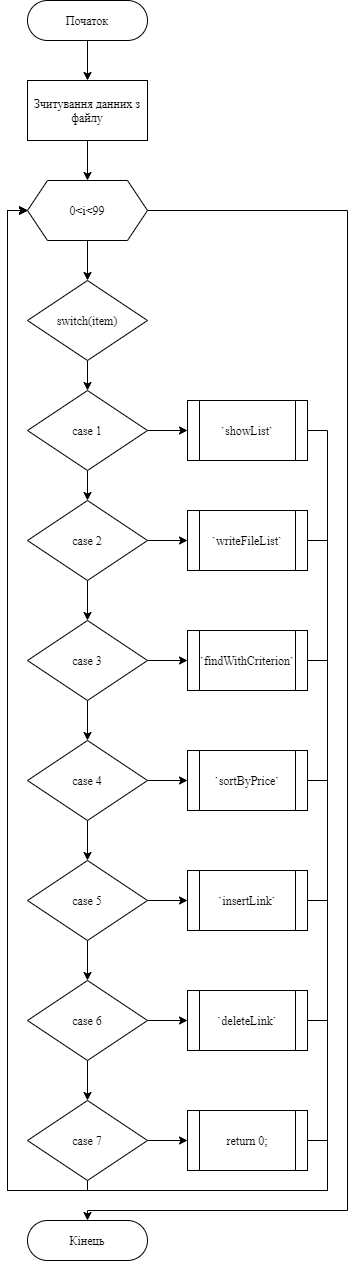 Початок
Зчитування данних з
файлу
0<i<99
switch(item)
case 1
`showList`
case 2
`writeFileList`
case 3
`findWithCriterion`
case 4
`sortByPrice`
case 5
`insertLink`
case 6
`deleteLink`
case 7
return 0;
Кінець